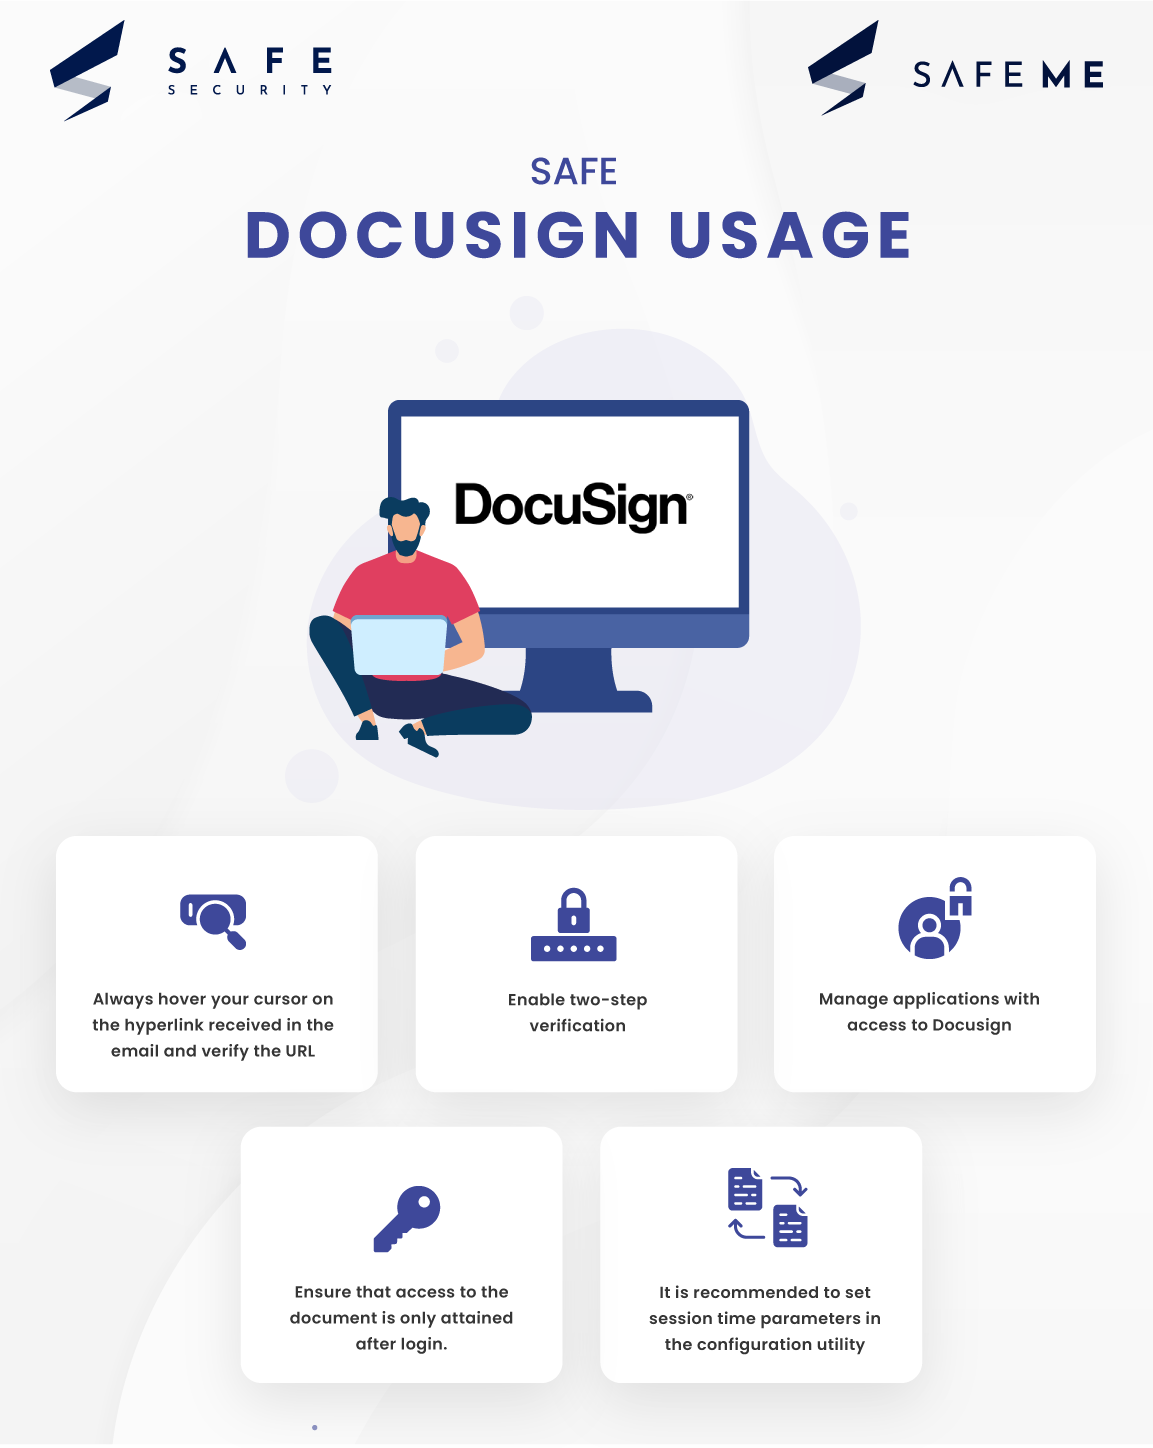 SAFE
SECURITY
SAFE ME
SAFE
DOCUSIGN USAGE
DocuSign®
Always hover your cursor on
the hyperlink received in the
email and verify the URL
Enable two-step
verification
Manage applications with
access to Docusign
Ensure that access to the
document is only attained
after login.
It is recommended to set
session time parameters in
the configuration utility